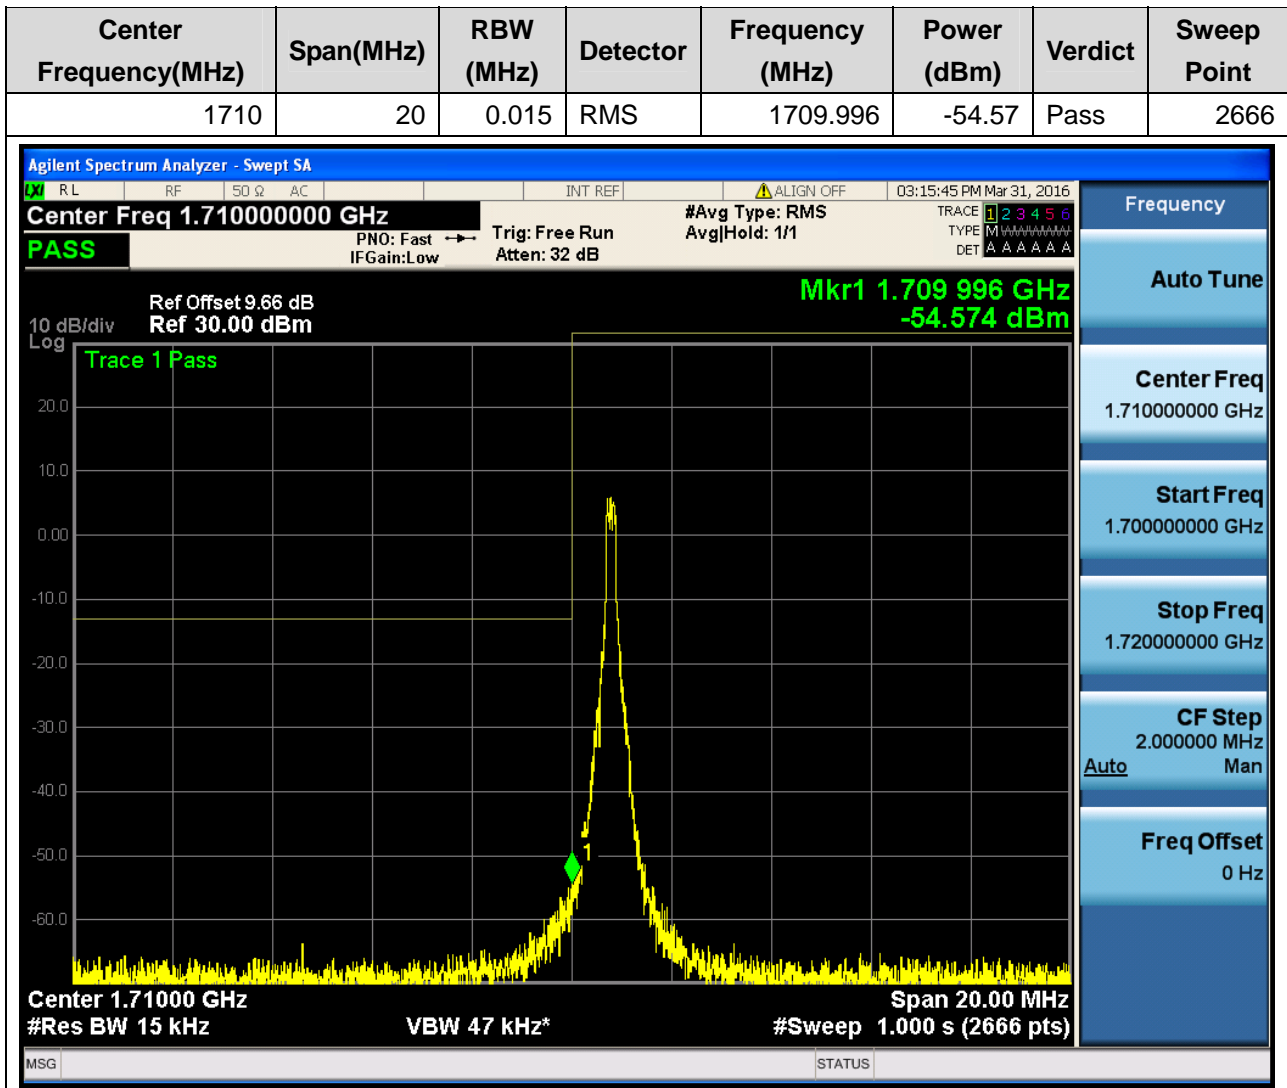 Center Frequency(MHz) Span(MHz) RBW (MHz) Detector Frequency (MHz) Power (dBm) Verdict Sweep Point
1710 20 0.015 RMS 1709.996 -54.57 Pass 2666
Agilent Spectrum Analyzer - Swept SA
LXI RL RF 50 Ω AC INT REF ALIGN OFF 03:15:45 PM Mar 31, 2016
Center Freq 1.710000000 GHz
PASS
PNO: Fast
IFGain:Low
Trig: Free Run
Atten: 32 dB
#Avg Type: RMS
Avg|Hold: 1/1
TRACE 1 2 3 4 5 6
TYPE M WWWWW
DET A A A A A A
Mkr1 1.709 996 GHz
-54.574 dBm
Ref Offset 9.66 dB
10 dB/div Ref 30.00 dBm
Log
Trace 1 Pass
20.0
10.0
0.00
-10.0
-20.0
-30.0
-40.0
-50.0
-60.0
1
Center 1.71000 GHz Span 20.00 MHz
#Res BW 15 kHz VBW 47 kHz* #Sweep 1.000 s (2666 pts)
MSG STATUS
Frequency
Auto Tune
Center Freq
1.710000000 GHz
Start Freq
1.700000000 GHz
Stop Freq
1.720000000 GHz
CF Step
2.000000 MHz
Auto Man
Freq Offset
0 Hz